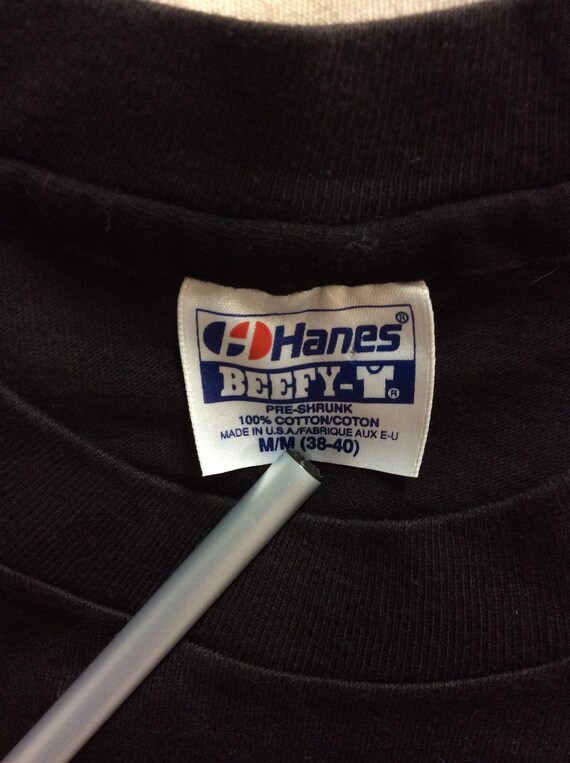 Hanes®
BEEFY-T®
PRE-SHRUNK
100% COTTON/COTON
MADE IN U.S.A./FABRIQUE AUX E-U
M/M (38-40)